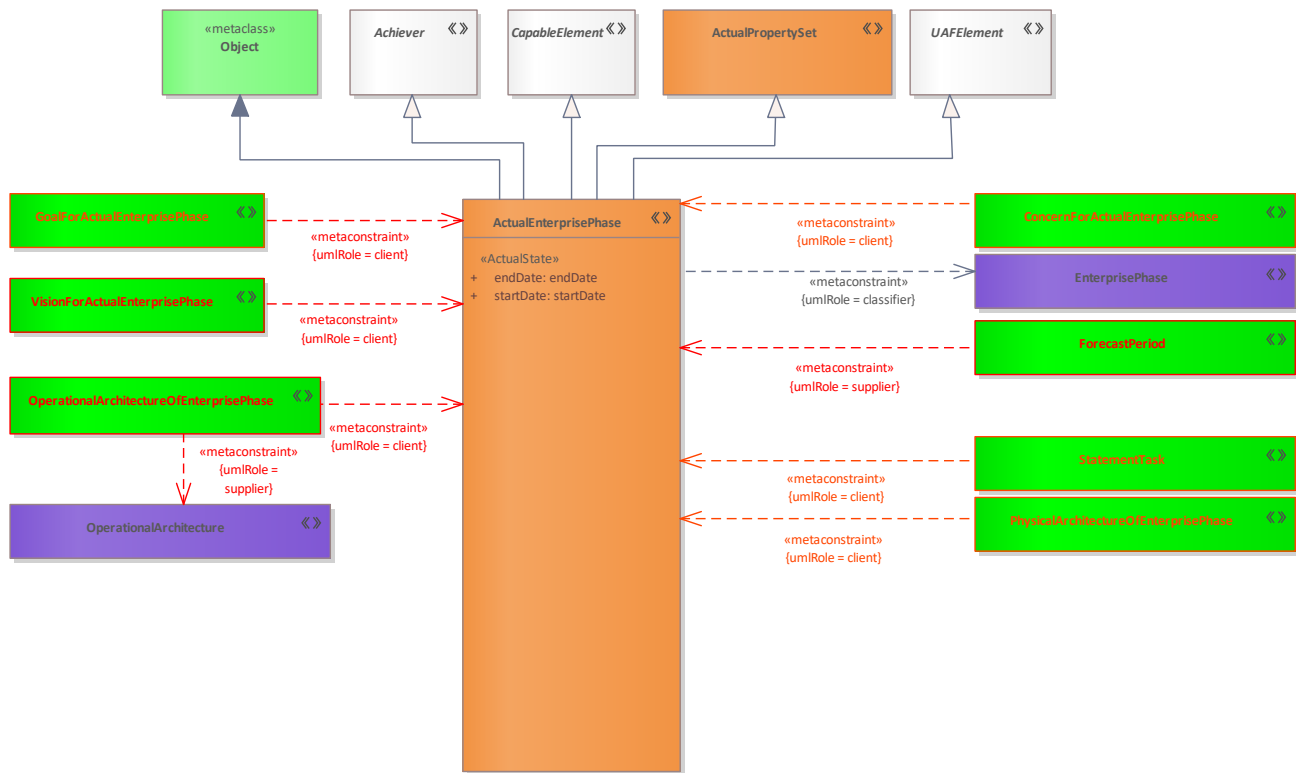 «metaclass»
Object
Achiever
CapableElement
ActualPropertySet
UAFElement
GoalForActualEnterprisePhase
«metaconstraint»
{umlRole = client}
VisionForActualEnterprisePhase
«metaconstraint»
{umlRole = client}
OperationalArchitectureOfEnterprisePhase
«metaconstraint»
{umlRole = client}
«metaconstraint»
{umlRole =
supplier}
OperationalArchitecture
ActualEnterprisePhase
«ActualState»
+ endDate: endDate
+ startDate: startDate
ConcernForActualEnterprisePhase
«metaconstraint»
{umlRole = client}
EnterprisePhase
«metaconstraint»
{umlRole = classifier}
ForecastPeriod
«metaconstraint»
{umlRole = supplier}
StatementTask
«metaconstraint»
{umlRole = client}
PhysicalArchitectureOfEnterprisePhase
«metaconstraint»
{umlRole = client}